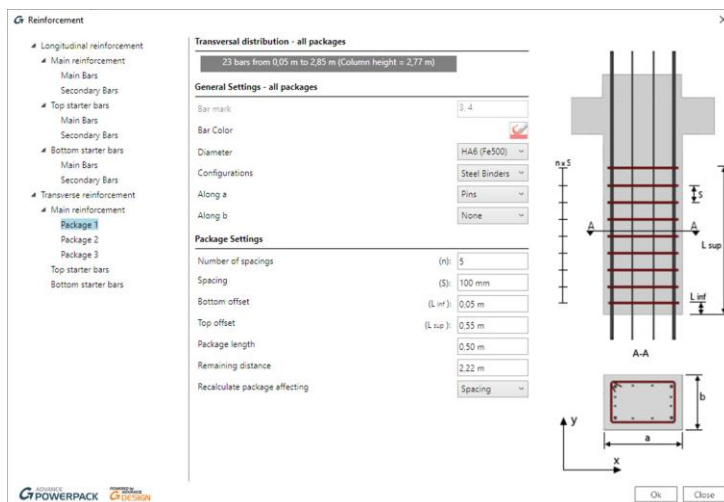 Reinforcement
Longitudinal reinforcement
Main reinforcement
Main Bars
Secondary Bars
Top starter bars
Main Bars
Secondary Bars
Bottom starter bars
Main Bars
Secondary Bars
Transverse reinforcement
Main reinforcement
Package 1
Package 2
Package 3
Top starter bars
Bottom starter bars
Transversal distribution - all packages
23 bars from 0,05 m to 2,85 m (Column height = 2,77 m)
General Settings - all packages
Bar mark 3, 4
Bar Color
Diameter HA6 (Fe500)
Configurations Steel Binders
Along a Pins
Along b None
Package Settings
Number of spacings (n): 5
Spacing (S): 100 mm
Bottom offset (L inf): 0,05 m
Top offset (L sup): 0,55 m
Package length 0,50 m
Remaining distance 2,22 m
Recalculate package affecting Spacing
n x S
S
A A
L sup
L inf
A-A
b
a
y
x
ADVANCE POWERPACK
POWERED BY ADVANCE DESIGN
Ok Close